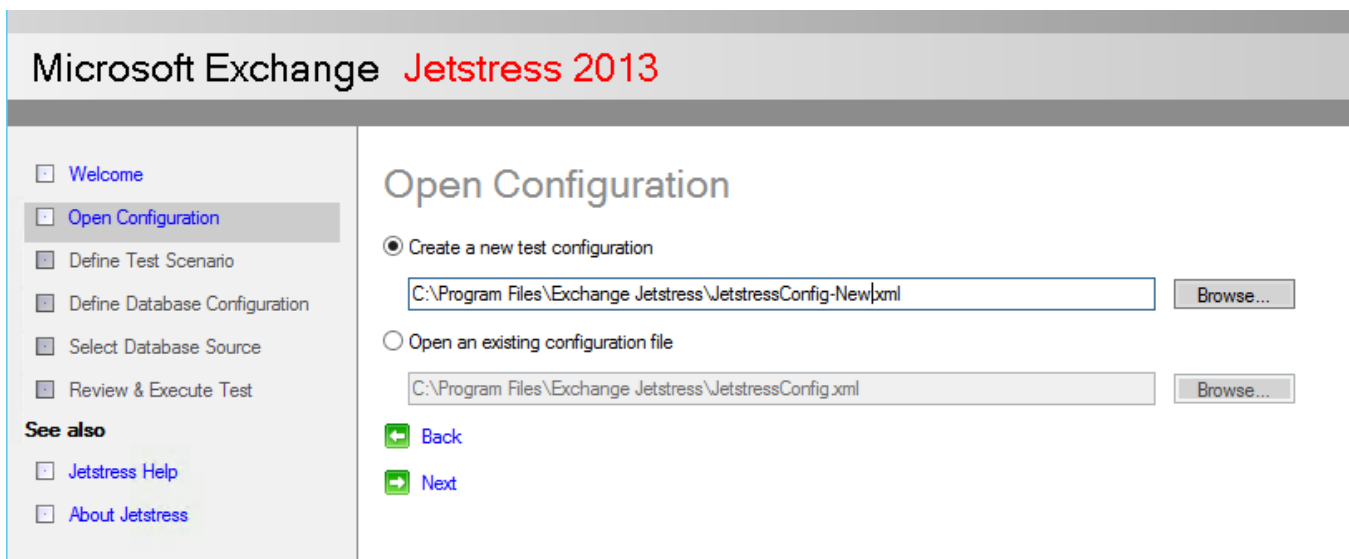 Microsoft Exchange Jetstress 2013
Welcome
Open Configuration
Define Test Scenario
Define Database Configuration
Select Database Source
Review & Execute Test
See also
Jetstress Help
About Jetstress
Open Configuration
Create a new test configuration
C:\Program Files\Exchange Jetstress\JetstressConfig-New.xml
Browse...
Open an existing configuration file
C:\Program Files\Exchange Jetstress\JetstressConfig.xml
Browse...
Back
Next